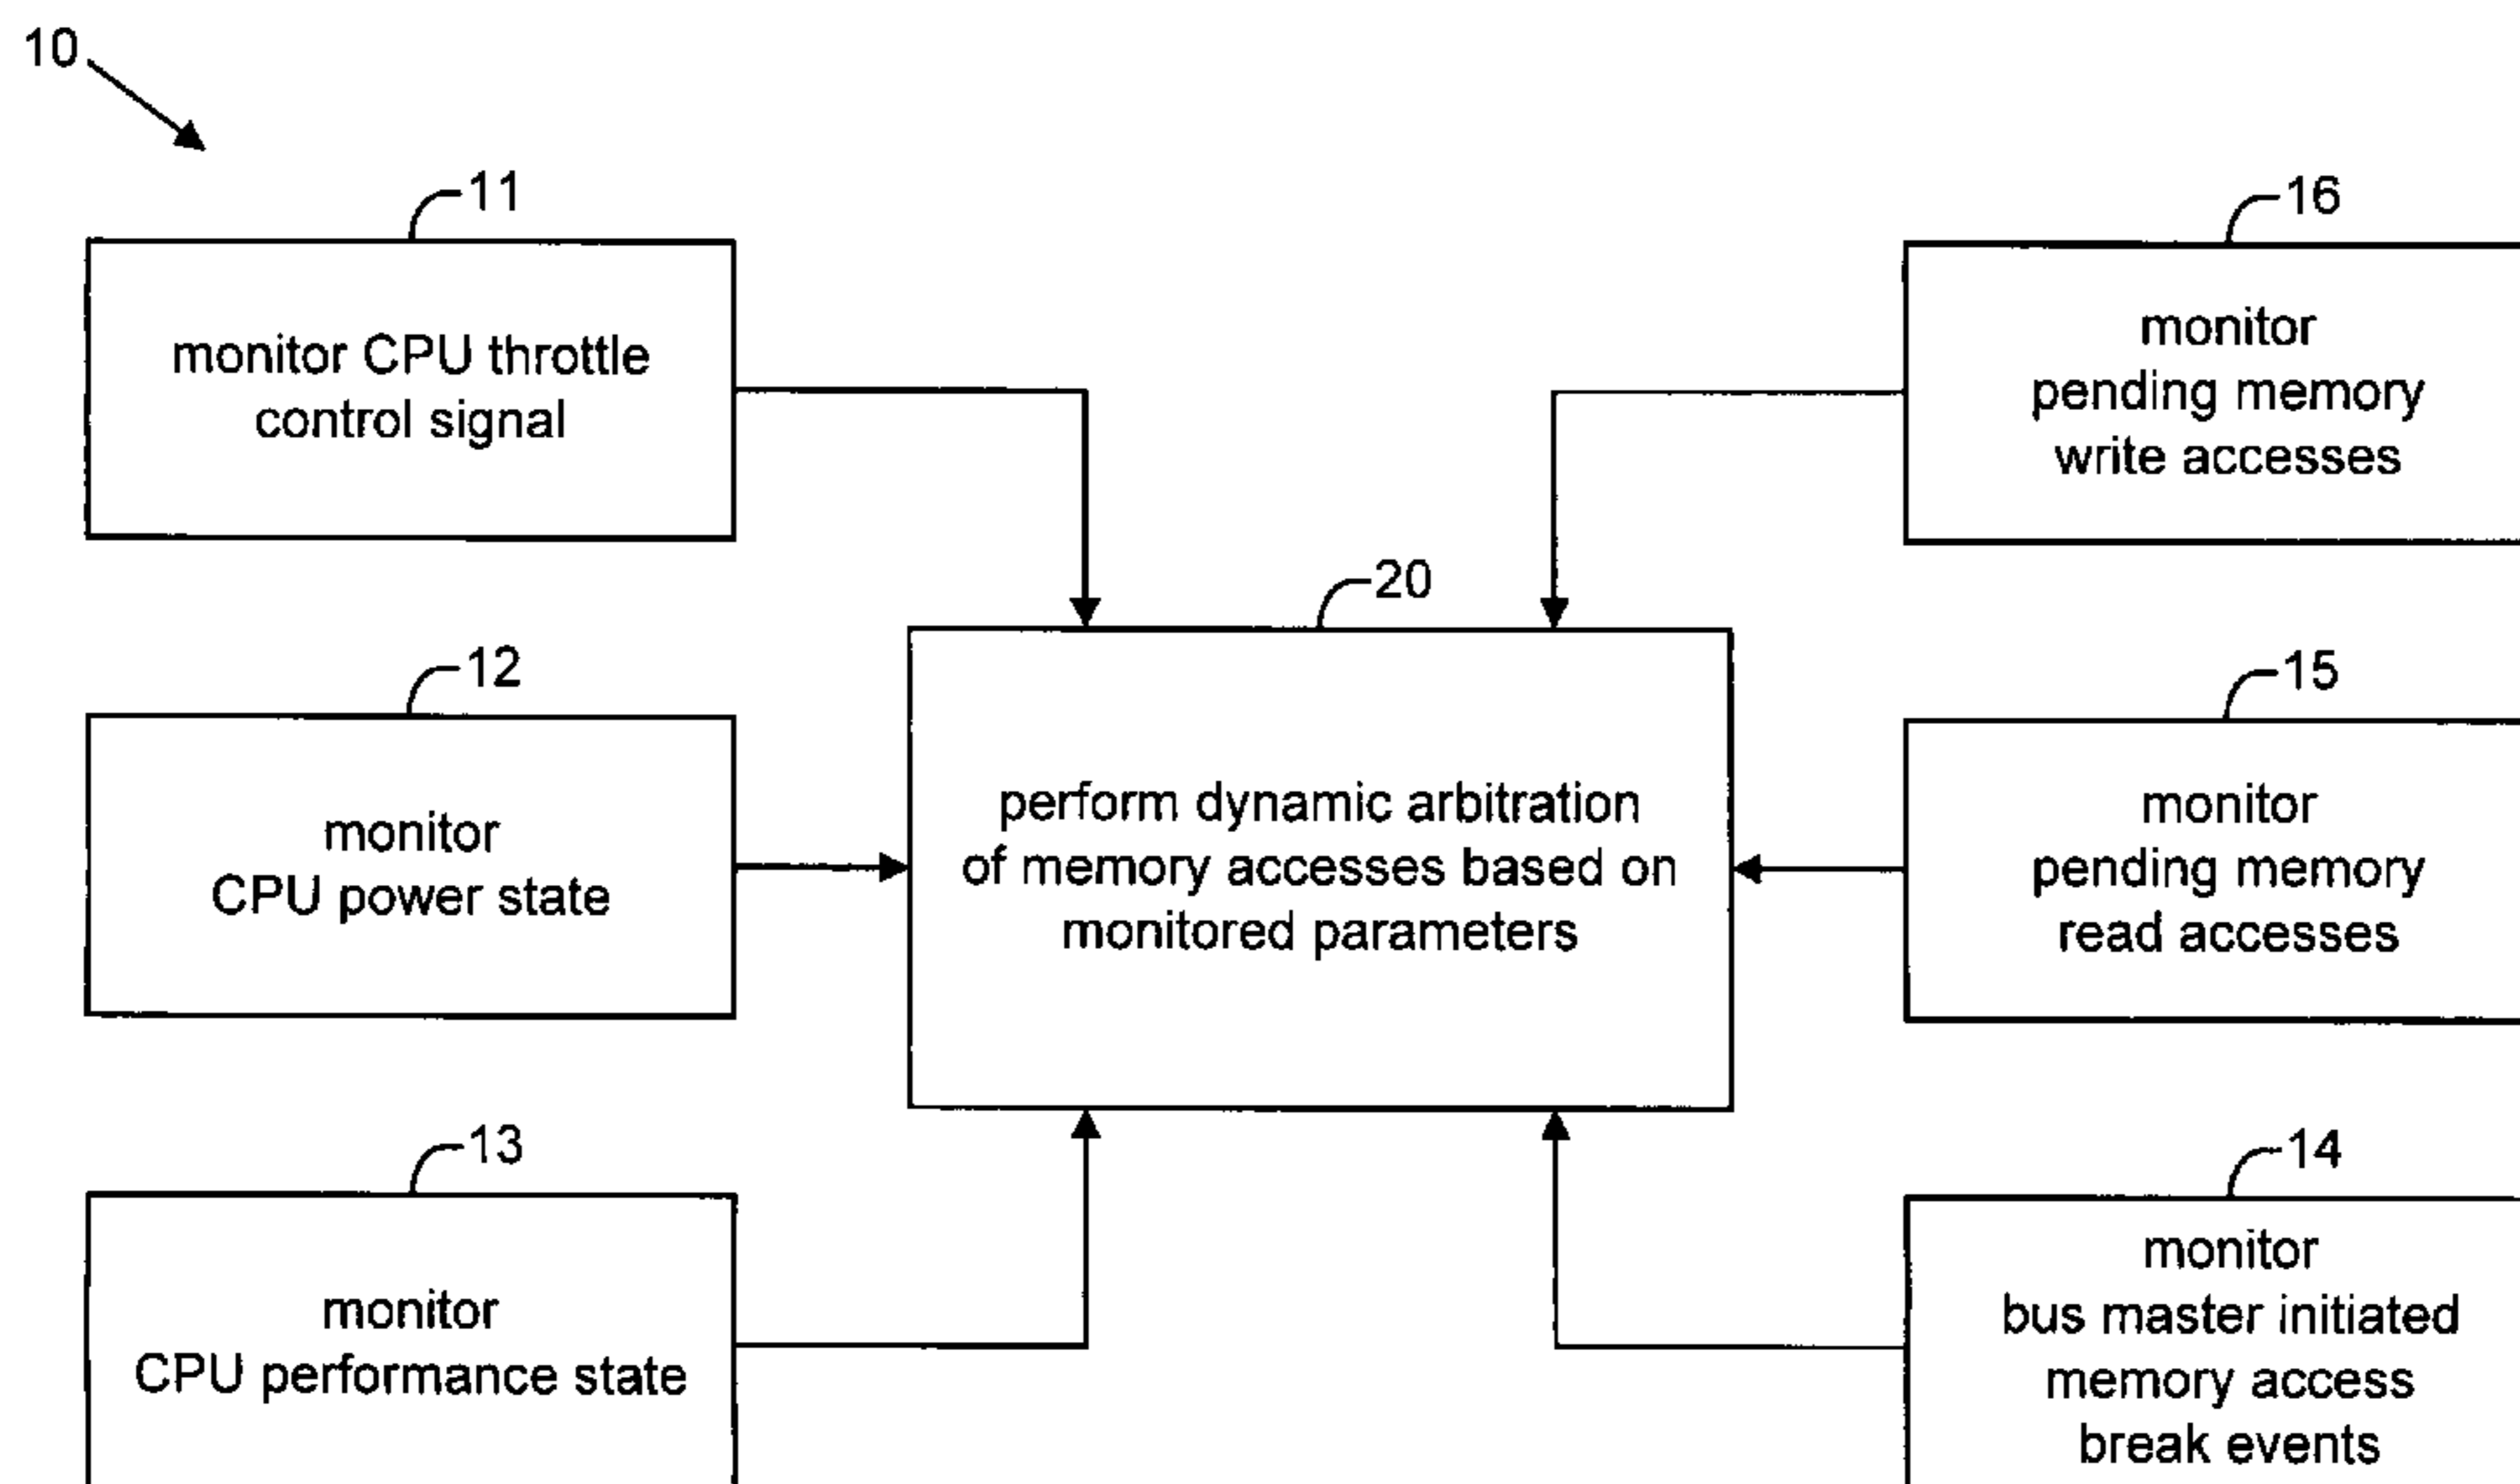 10
11
monitor CPU throttle
control signal
16
monitor
pending memory
write accesses
12
monitor
CPU power state
20
perform dynamic arbitration
of memory accesses based on
monitored parameters
15
monitor
pending memory
read accesses
13
monitor
CPU performance state
14
monitor
bus master initiated
memory access
break events